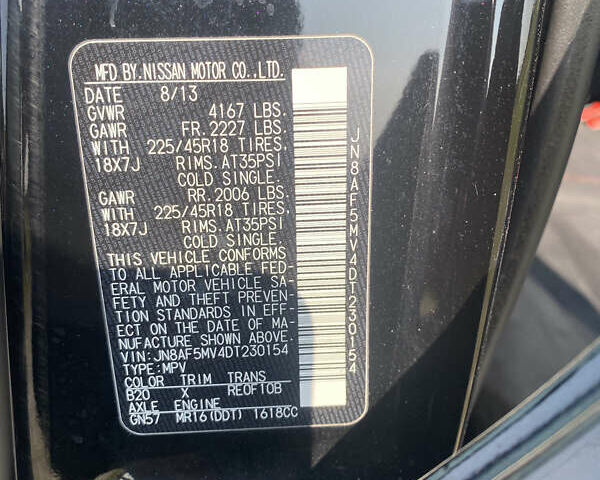 MFD BY.NISSAN MOTOR CO.,LTD.
DATE 8/13
GVWR 4167 LBS.
GAWR FR. 2227 LBS.
WITH 225/45R18 TIRES.
18X7J RIMS. AT35PSI
COLD SINGLE.
GAWR RR. 2006 LBS.
WITH 225/45R18 TIRES.
18X7J RIMS. AT35PSI
COLD SINGLE.
THIS VEHICLE CONFORMS
TO ALL APPLICABLE FED-
ERAL MOTOR VEHICLE SA-
FETY AND THEFT PREVEN-
TION STANDARDS IN EFF-
ECT ON THE DATE OF MA-
NUFACTURE SHOWN ABOVE.
VIN:JN8AF5MV4DT230154
TYPE:MPV
COLOR TRIM TRANS
B20 X RE0F10B
AXLE ENGINE
GN57 MR16(DDT) 1618CC
JN8AF5MV4DT230154